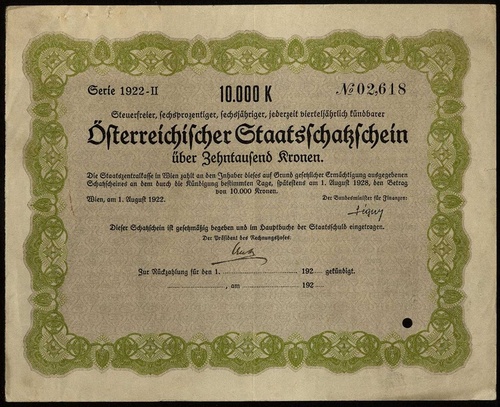 Serie 1922-II
10.000 K
№ 02,618
Steuerfreier, sechsprozentiger, sechsjähriger, jederzeit vierteljährlich kündbarer
Österreichischer Staatsschatzschein
über Zehntausend Kronen.
Die Staatszentralkasse in Wien zahlt an den Inhaber dieses auf Grund gesetzlicher Ermächtigung ausgegebenen
Schatzscheines an dem durch die Kündigung bestimmten Tage, spätestens am 1. August 1928, den Betrag
von 10.000 Kronen.
Wien, am 1. August 1922.
Der Bundesminister für Finanzen:
Dieser Schatzschein ist gesetzmäßig begeben und im Hauptbuche der Staatsschuld eingetragen.
Der Präsident des Rechnungshofes:
Zur Rückzahlung für den 1. 192 gekündigt.
, am 192